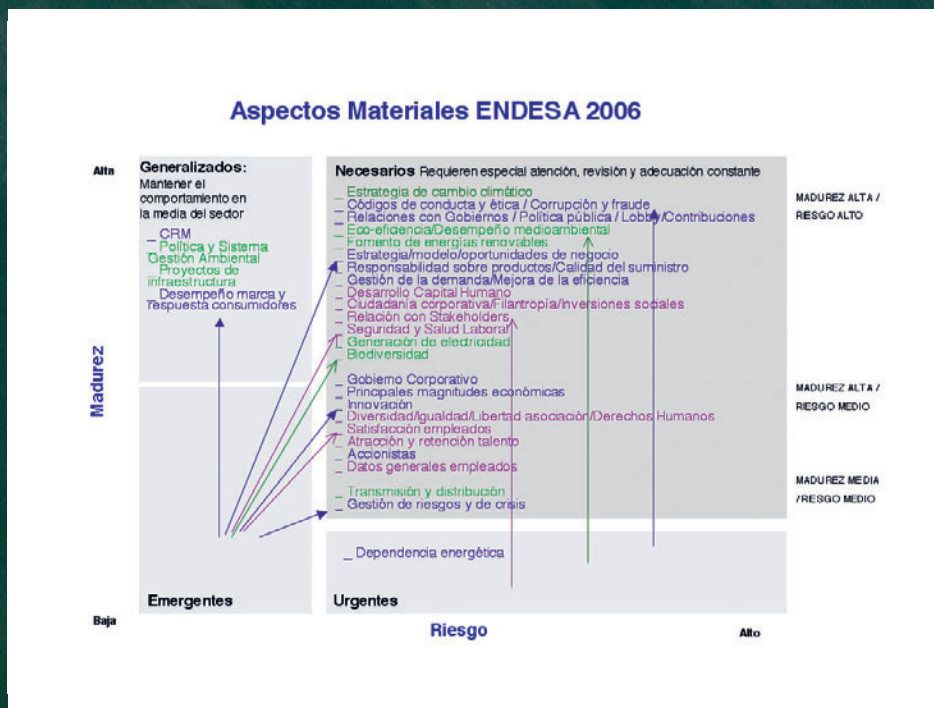 Aspectos Materiales ENDESA 2006
Alta
Generalizados:
Mantener el
comportamiento en
la media del sector
_ CRM
_ Política y Sistema
Gestión Ambiental
_ Proyectos de
infraestructura
_ Desempeño marca y
respuesta consumidores
Necesarios Requieren especial atención, revisión y adecuación constante
_ Estrategia de cambio climático
_ Códigos de conducta y ética / Corrupción y fraude
_ Relaciones con Gobiernos / Política pública / Lobby/Contribuciones
_ Eco-eficiencia/Desempeño medioambiental
_ Fomento de energías renovables
_ Estrategia/modelo/oportunidades de negocio
_ Responsabilidad sobre productos/Calidad del suministro
_ Gestión de la demanda/Mejora de la eficiencia
_ Desarrollo Capital Humano
_ Ciudadanía corporativa/Filantropía/Inversiones sociales
_ Relación con Stakeholders
_ Seguridad y Salud Laboral
_ Generación de electricidad
_ Biodiversidad
_ Gobierno Corporativo
_ Principales magnitudes económicas
_ Innovación
_ Diversidad/Igualdad/Libertad asociación/Derechos Humanos
_ Satisfacción empleados
_ Atracción y retención talento
_ Accionistas
_ Datos generales empleados
_ Transmisión y distribución
_ Gestión de riesgos y de crisis
MADUREZ ALTA /
RIESGO ALTO
MADUREZ ALTA /
RIESGO MEDIO
MADUREZ MEDIA
/RIESGO MEDIO
Madurez
_ Dependencia energética
Emergentes
Urgentes
Baja
Riesgo
Alto